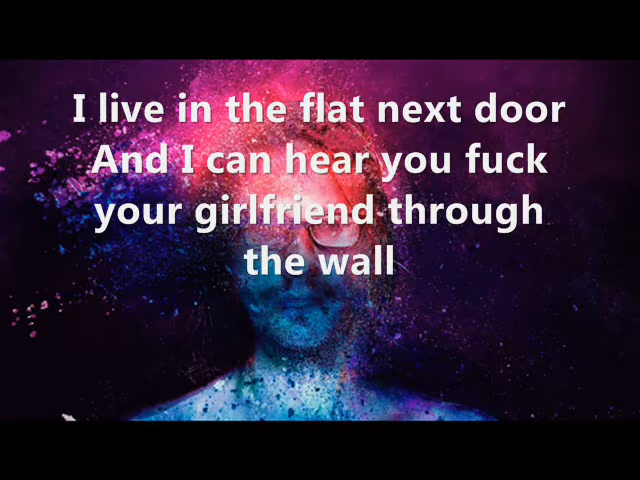 I live in the flat next door
And I can hear you fuck
your girlfriend through
the wall